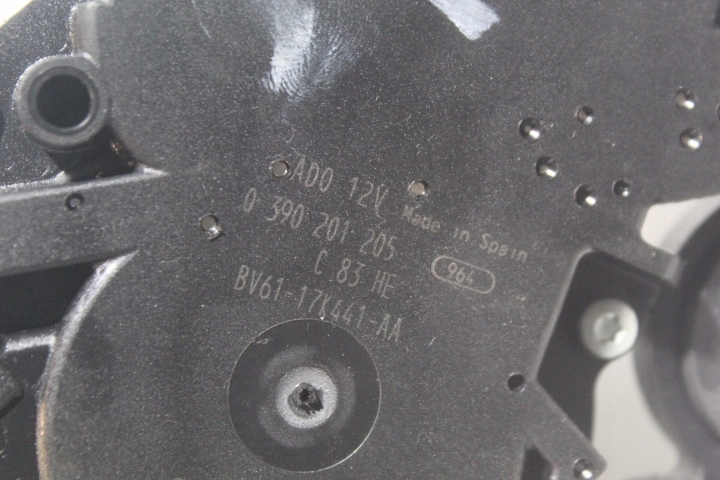 ADO 12V
0 390 201 205
Made in Spain
C 83 HE
964
BV61-17K441-AA